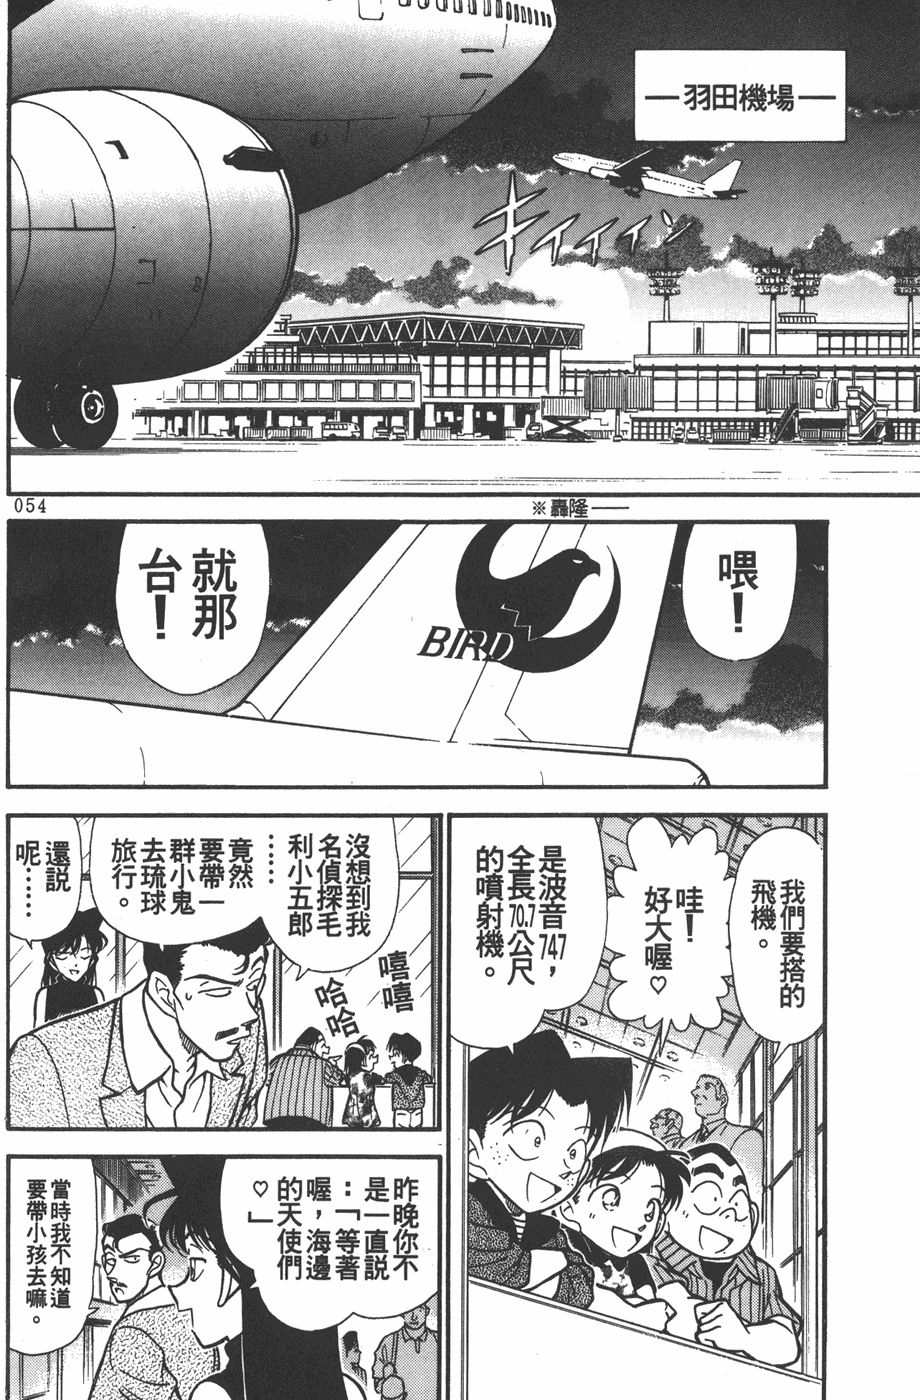 —羽田機場—
キィィィィン
054
※轟隆——
喂！
就那
台！
BIRD
我們要搭的
飛機。
哇！
好大喔♡
是波音747，
全長70.7公尺
的噴射機。
沒想到我
名偵探毛
利小五郎
……
竟然
要帶一
群小鬼
去琉球
旅行。
還說
呢……
嘻嘻
哈哈
昨晚你不
是一直說
：「等著
喔，海邊
的天使們
♡」
當時我不知道
要帶小孩去嘛。